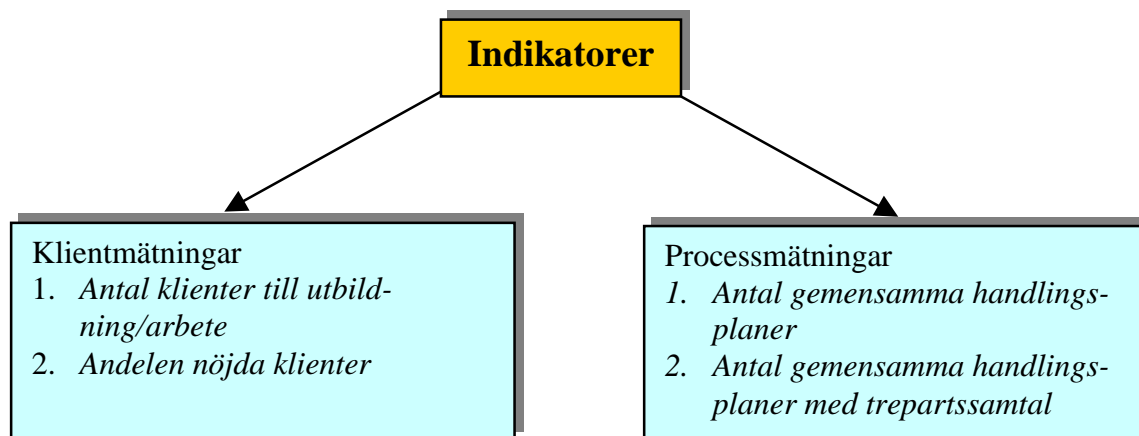 Indikatorer
Klientmätningar
1. Antal klienter till utbild-
ning/arbete
2. Andelen nöjda klienter
Processmätningar
1. Antal gemensamma handlings-
planer
2. Antal gemensamma handlings-
planer med trepartssamtal